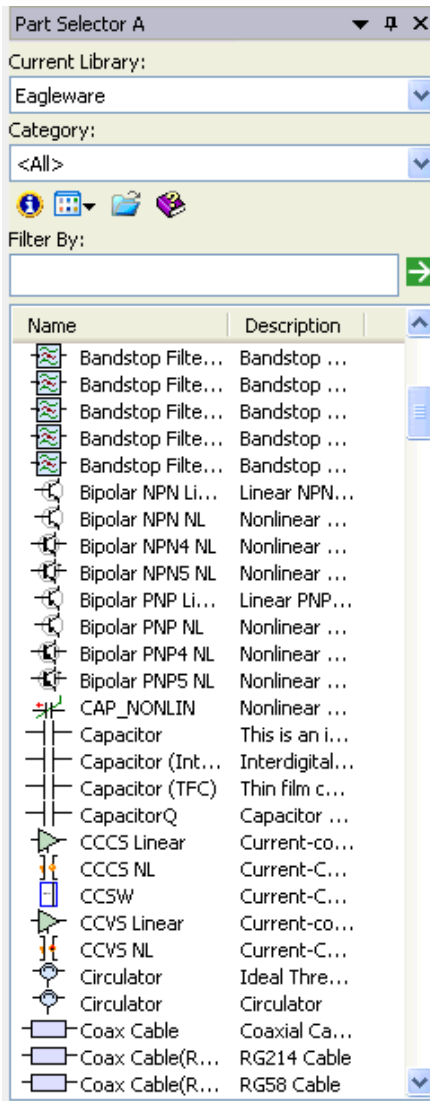 Part Selector A
Current Library:
Eagleware
Category:
<All>
Filter By:
Name Description
Bandstop Filte... Bandstop ...
Bandstop Filte... Bandstop ...
Bandstop Filte... Bandstop ...
Bandstop Filte... Bandstop ...
Bandstop Filte... Bandstop ...
Bipolar NPN Li... Linear NPN...
Bipolar NPN NL Nonlinear ...
Bipolar NPN4 NL Nonlinear ...
Bipolar NPN5 NL Nonlinear ...
Bipolar PNP Li... Linear PNP...
Bipolar PNP NL Nonlinear ...
Bipolar PNP4 NL Nonlinear ...
Bipolar PNP5 NL Nonlinear ...
CAP_NONLIN Nonlinear ...
Capacitor This is an i...
Capacitor (Int... Interdigital...
Capacitor (TFC) Thin film c...
CapacitorQ Capacitor ...
CCCS Linear Current-co...
CCCS NL Current-C...
CCSW Current-C...
CCVS Linear Current-co...
CCVS NL Current-C...
Circulator Ideal Thre...
Circulator Circulator
Coax Cable Coaxial Ca...
Coax Cable(R... RG214 Cable
Coax Cable(R... RG58 Cable